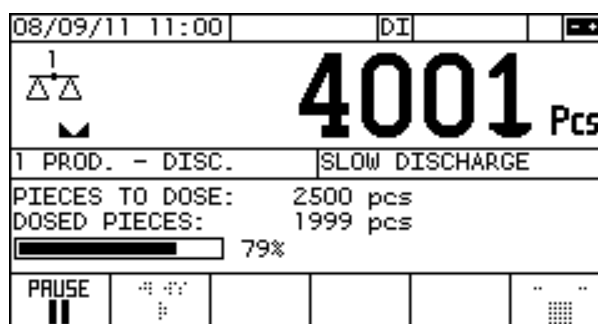 08/09/11 11:00 DI
1
4001 Pcs
1 PROD. - DISC. SLOW DISCHARGE
PIECES TO DOSE: 2500 pcs
DOSED PIECES: 1999 pcs
79%
PAUSE